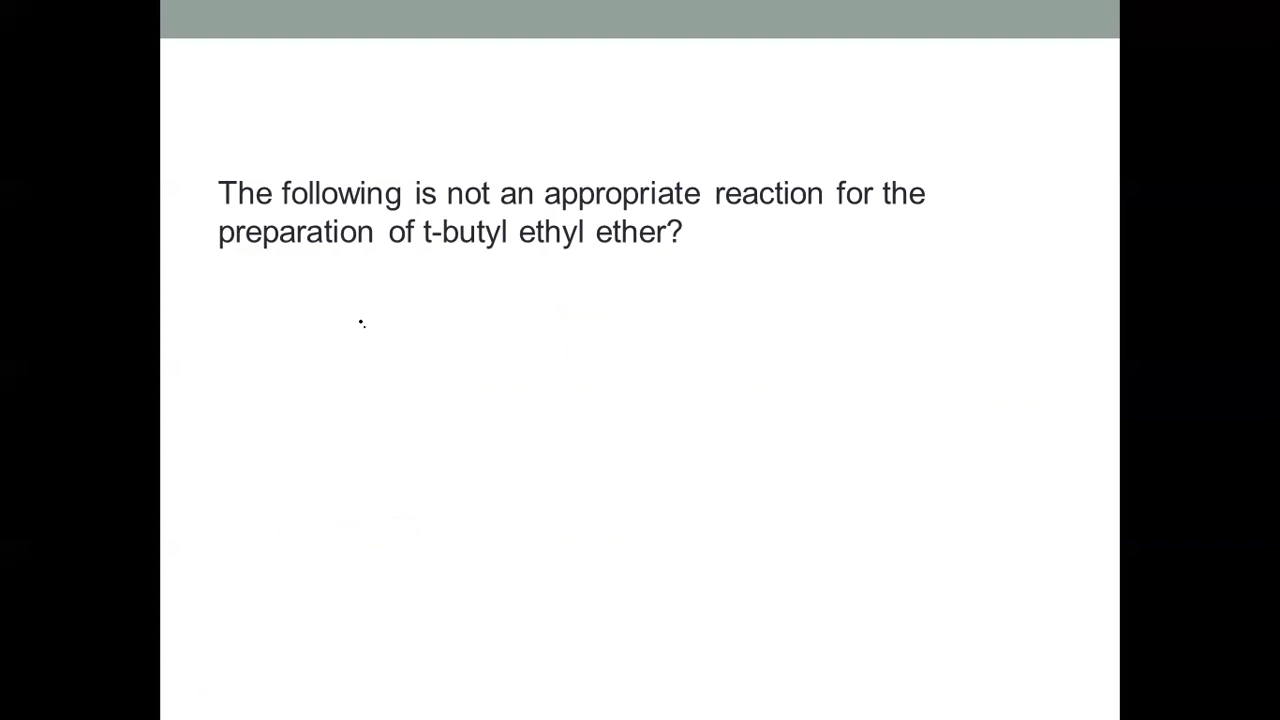 The following is not an appropriate reaction for the
preparation of t-butyl ethyl ether?